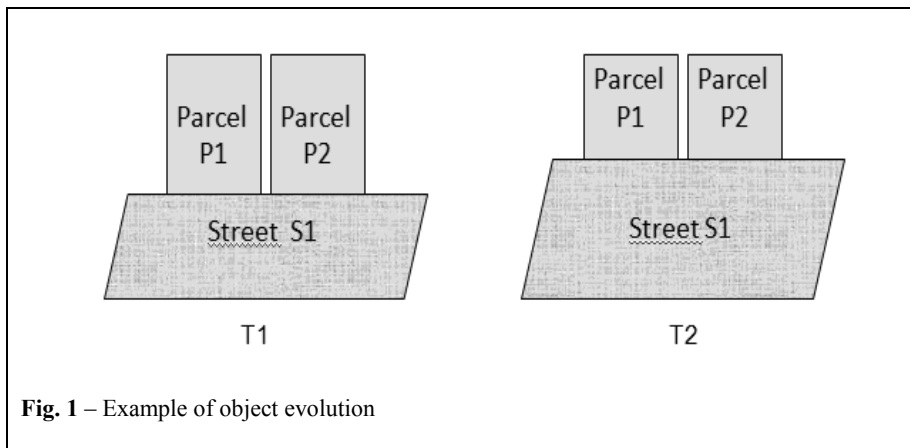 Parcel
P1
Parcel
P2
Street S1
T1
Parcel
P1
Parcel
P2
Street S1
T2
Fig. 1 – Example of object evolution